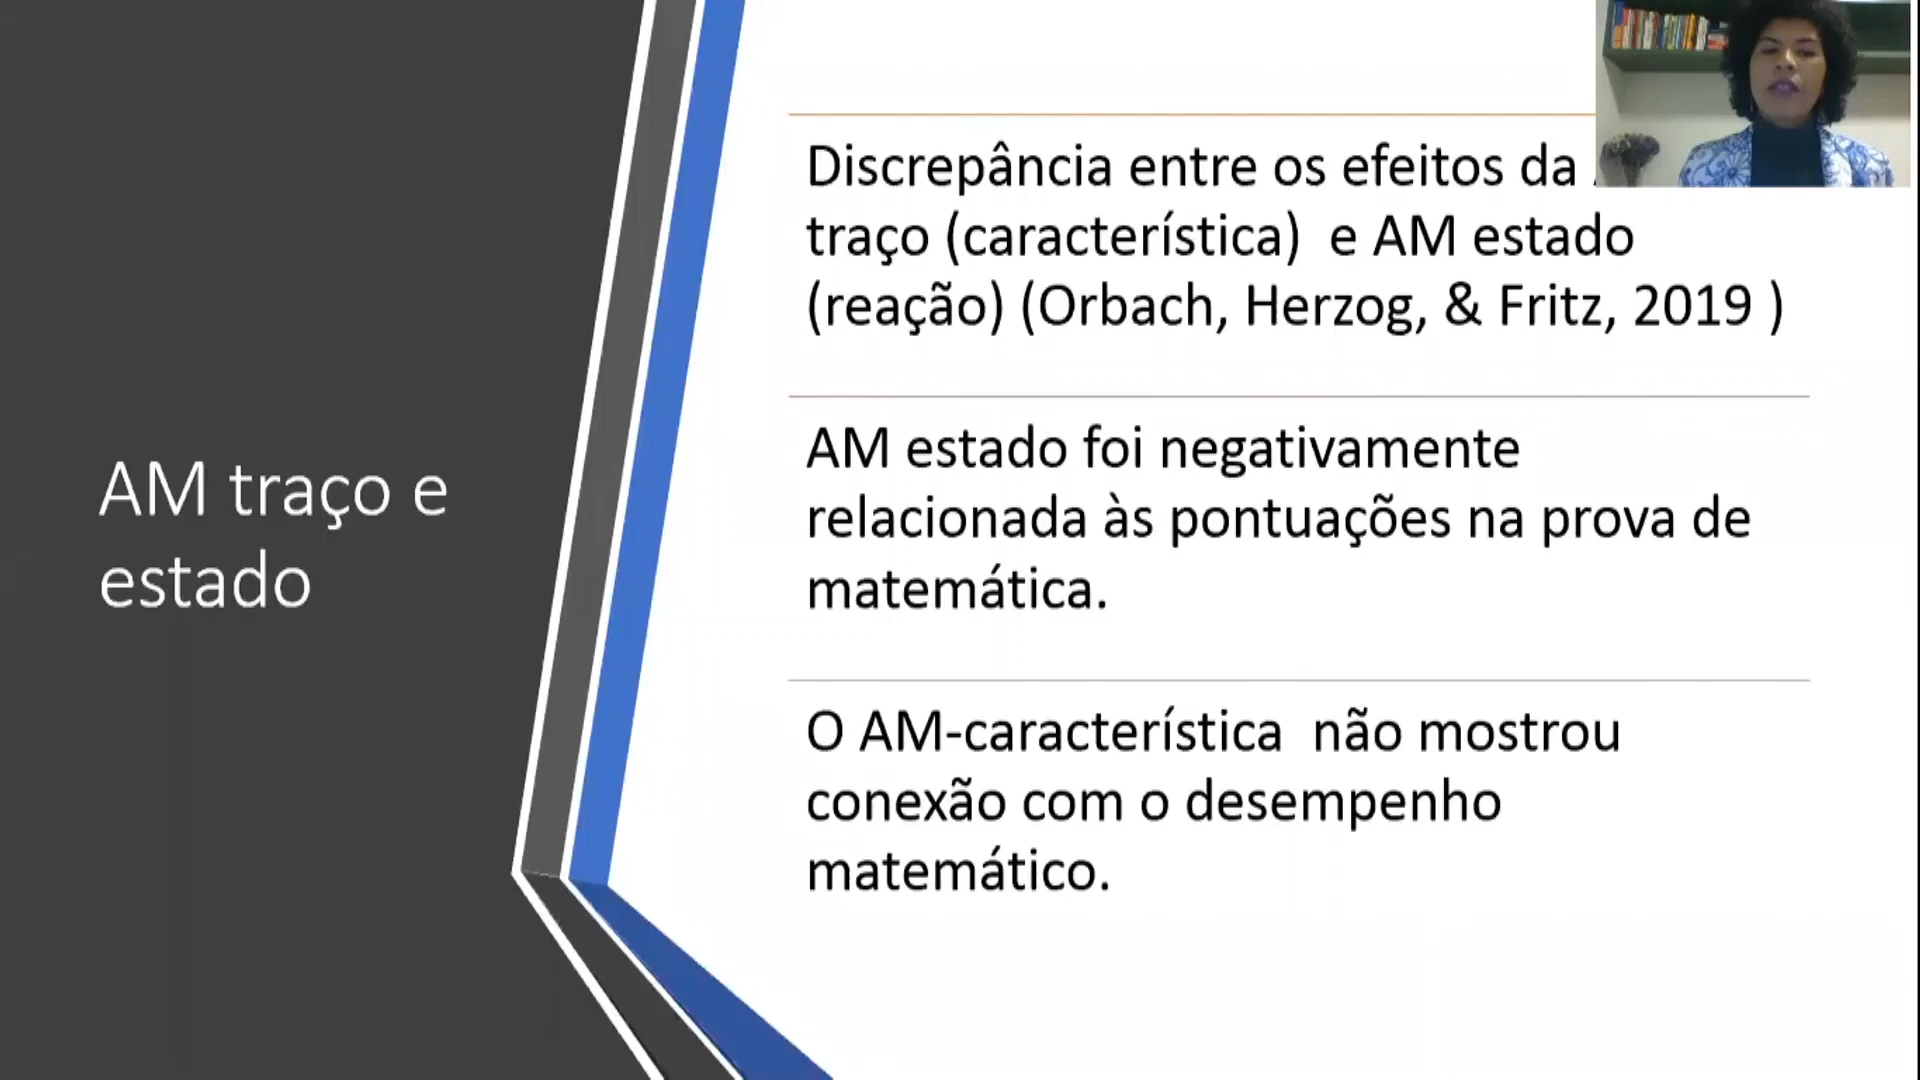 AM traço e
estado
Discrepância entre os efeitos da
traço (característica) e AM estado
(reação) (Orbach, Herzog, & Fritz, 2019 )
AM estado foi negativamente
relacionada às pontuações na prova de
matemática.
O AM-característica não mostrou
conexão com o desempenho
matemático.